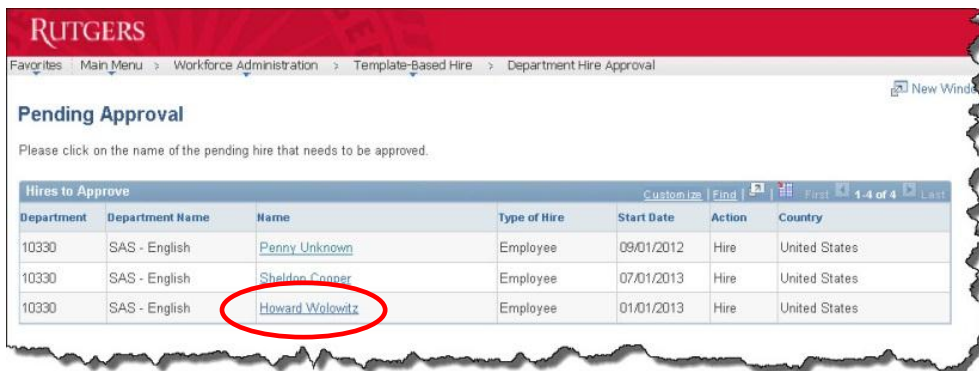 RUTGERS
Favorites Main Menu > Workforce Administration > Template-Based Hire > Department Hire Approval
New Windo
Pending Approval
Please click on the name of the pending hire that needs to be approved.
Hires to Approve Customize | Find | First 1-4 of 4 Last
Department Department Name Name Type of Hire Start Date Action Country
10330 SAS - English Penny Unknown Employee 09/01/2012 Hire United States
10330 SAS - English Sheldon Cooper Employee 07/01/2013 Hire United States
10330 SAS - English Howard Wolowitz Employee 01/01/2013 Hire United States